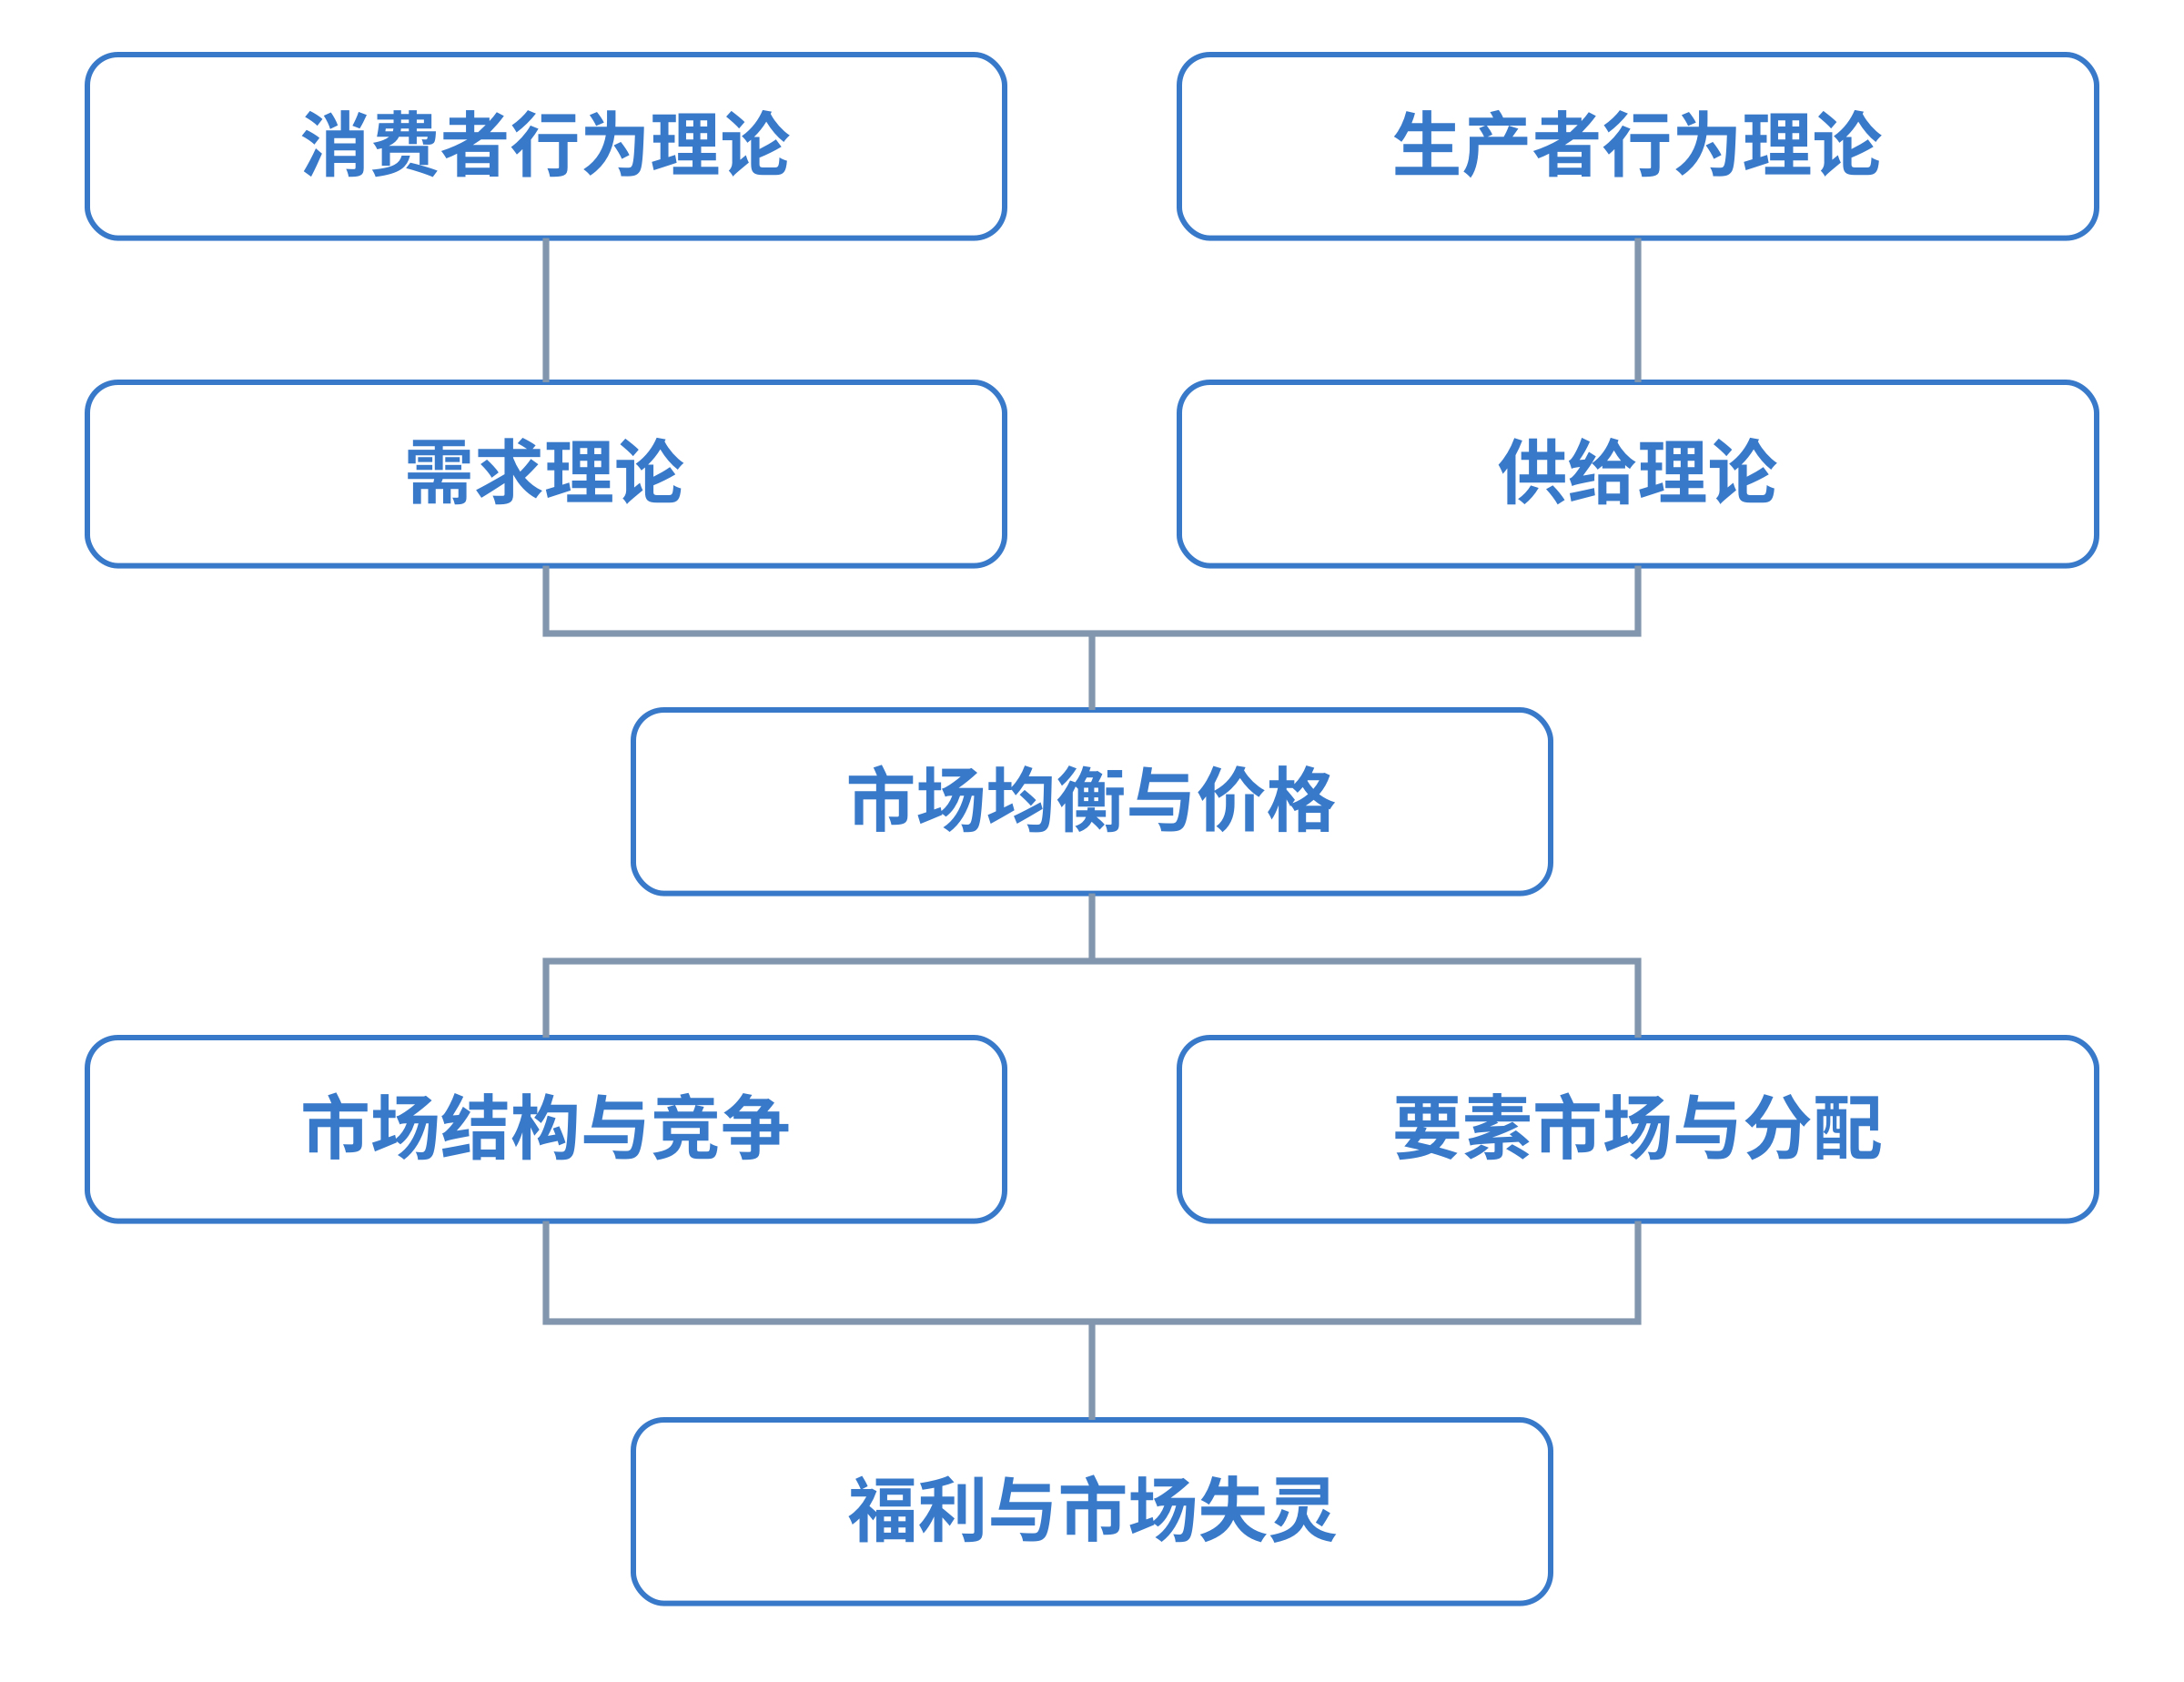 消费者行为理论
生产者行为理论
需求理论
供给理论
市场均衡与价格
市场结构与竞争
要素市场与分配
福利与市场失灵